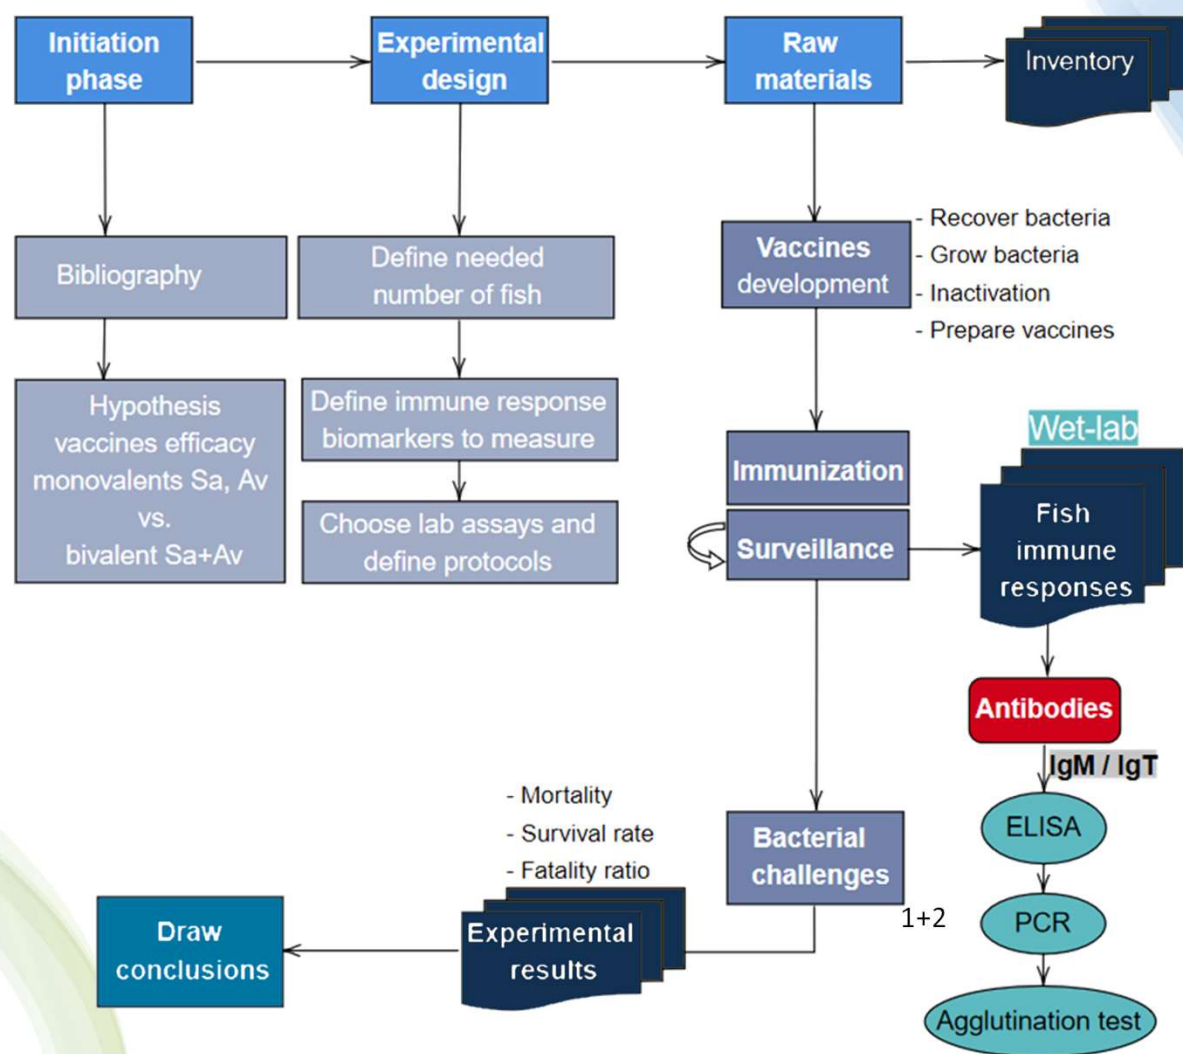 Initiation
phase
Experimental
design
Raw
materials
Inventory
Bibliography
Hypothesis
vaccines efficacy
monovalents Sa, Av
vs.
bivalent Sa+Av
Define needed
number of fish
Define immune response
biomarkers to measure
Choose lab assays and
define protocols
Vaccines
development
- Recover bacteria
- Grow bacteria
- Inactivation
- Prepare vaccines
Immunization
Surveillance
Wet-lab
Fish
immune
responses
Antibodies
IgM / IgT
ELISA
PCR
Agglutination test
Bacterial
challenges
1+2
- Mortality
- Survival rate
- Fatality ratio
Experimental
results
Draw
conclusions